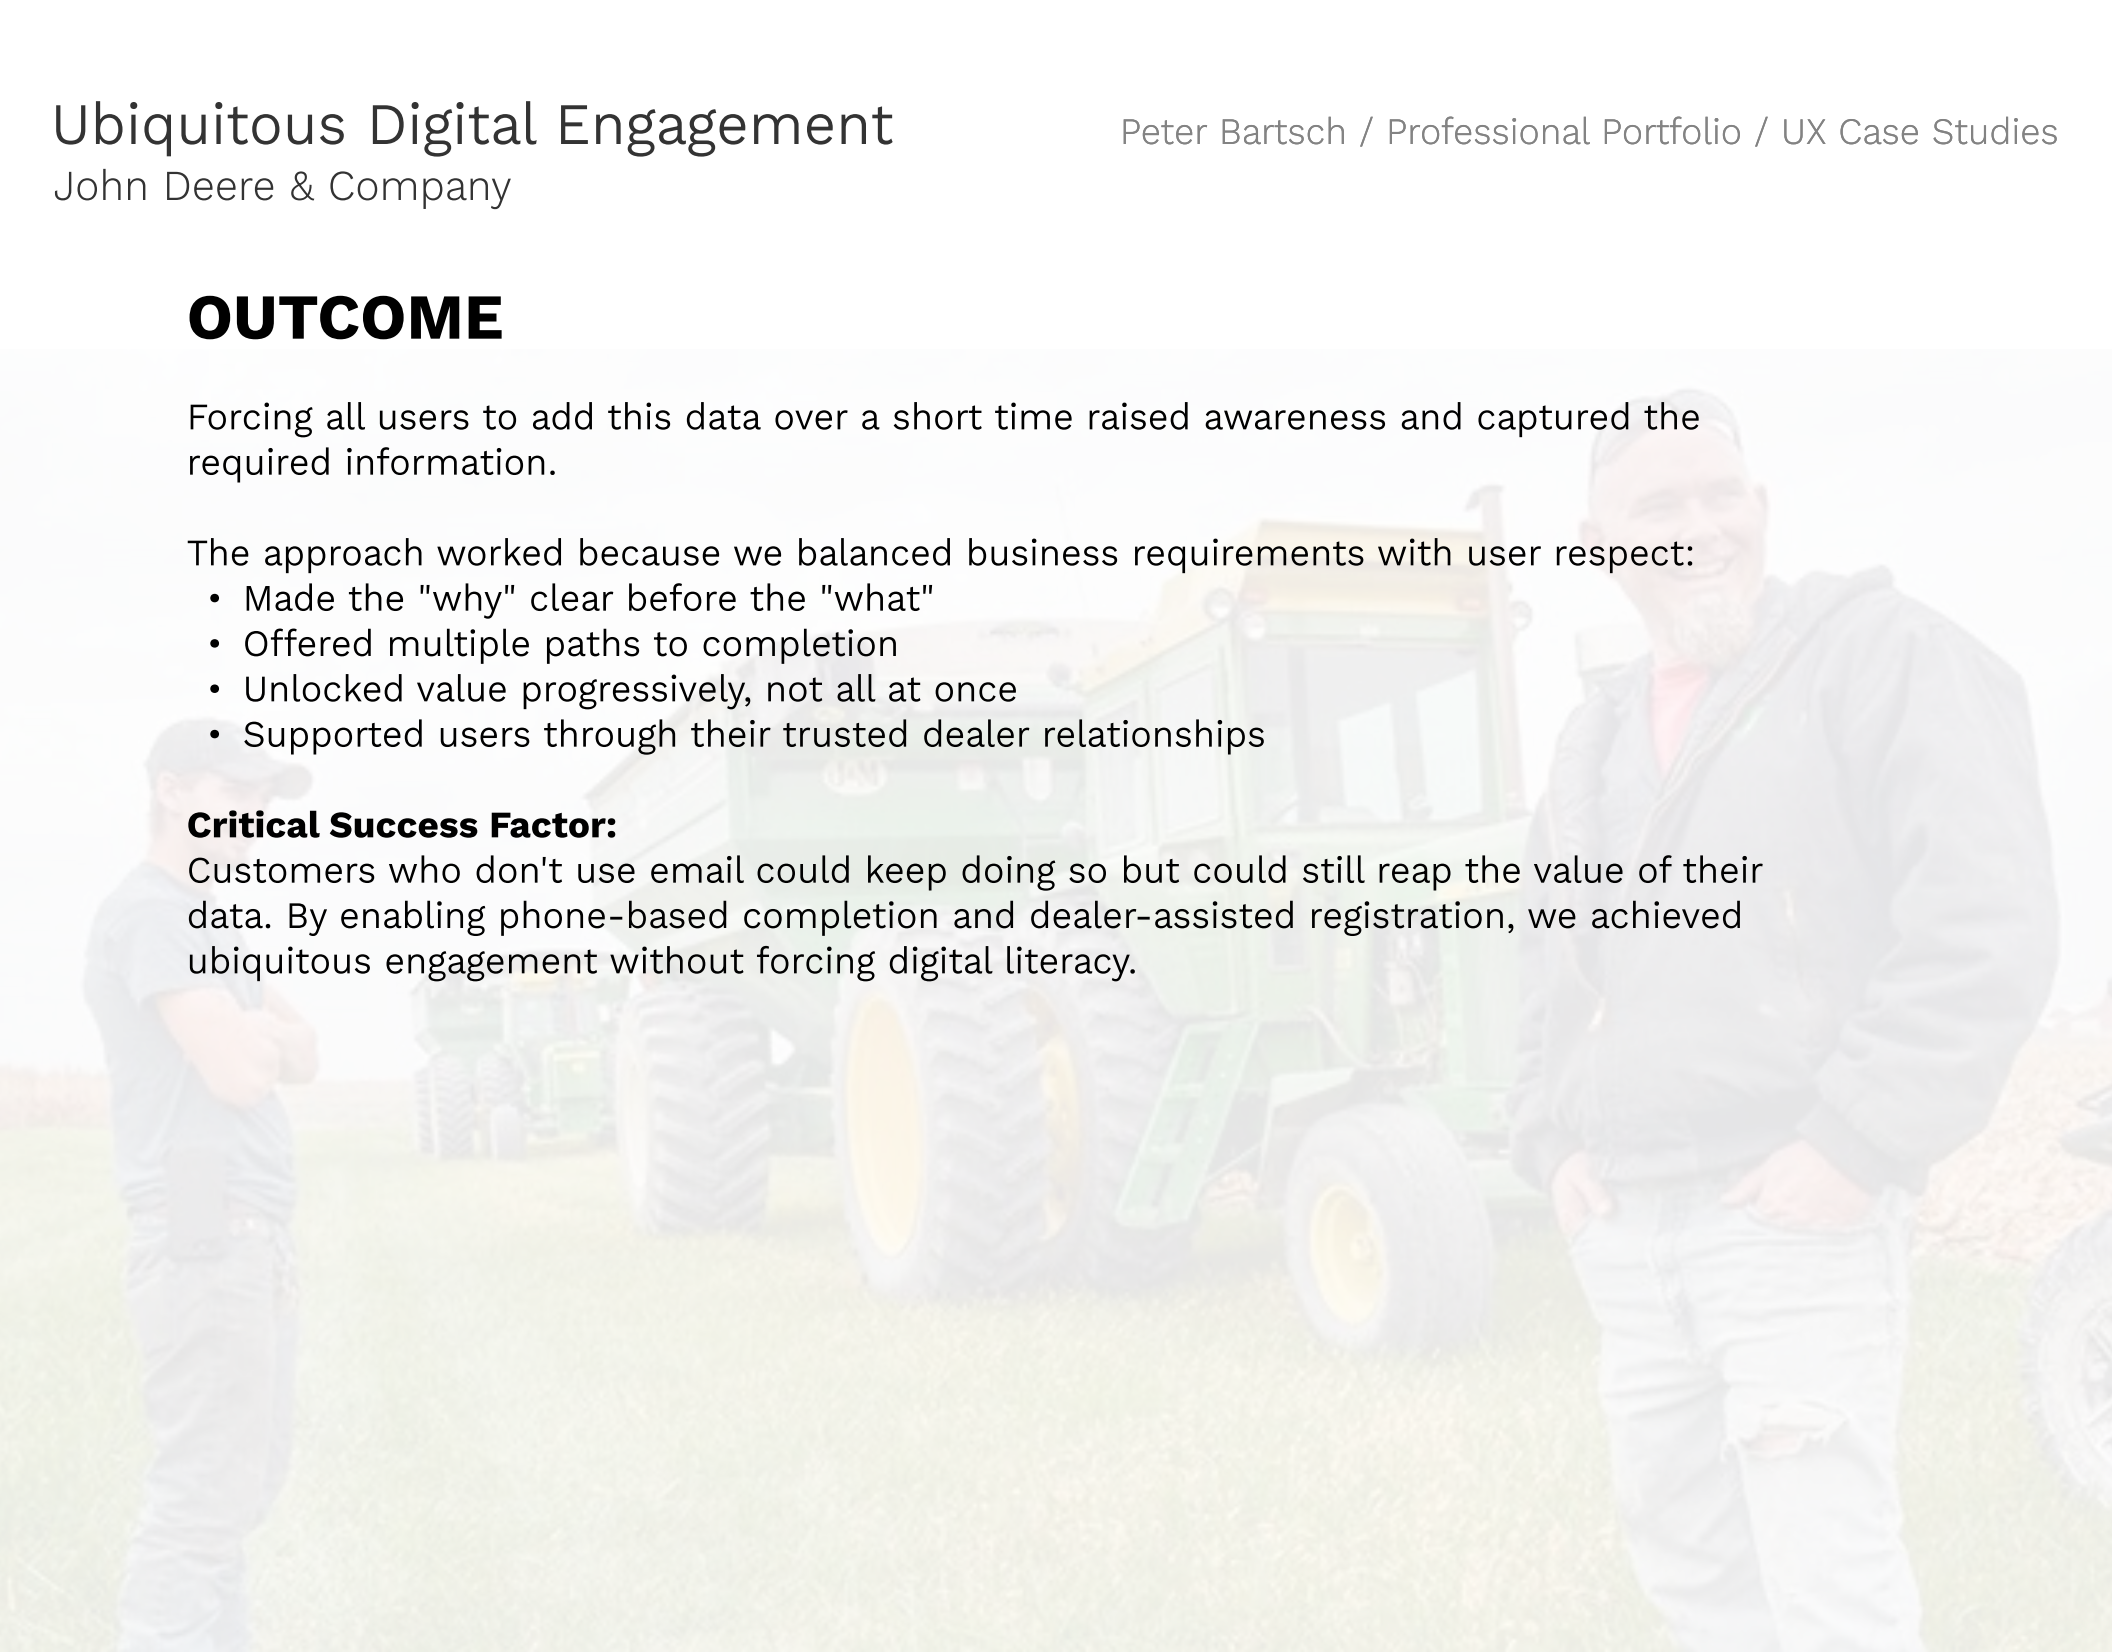 Ubiquitous Digital Engagement
Peter Bartsch / Professional Portfolio / UX Case Studies
John Deere & Company
OUTCOME
Forcing all users to add this data over a short time raised awareness and captured the
required information.
The approach worked because we balanced business requirements with user respect:
• Made the "why" clear before the "what"
• Offered multiple paths to completion
• Unlocked value progressively, not all at once
• Supported users through their trusted dealer relationships
Critical Success Factor:
Customers who don't use email could keep doing so but could still reap the value of their
data. By enabling phone-based completion and dealer-assisted registration, we achieved
ubiquitous engagement without forcing digital literacy.